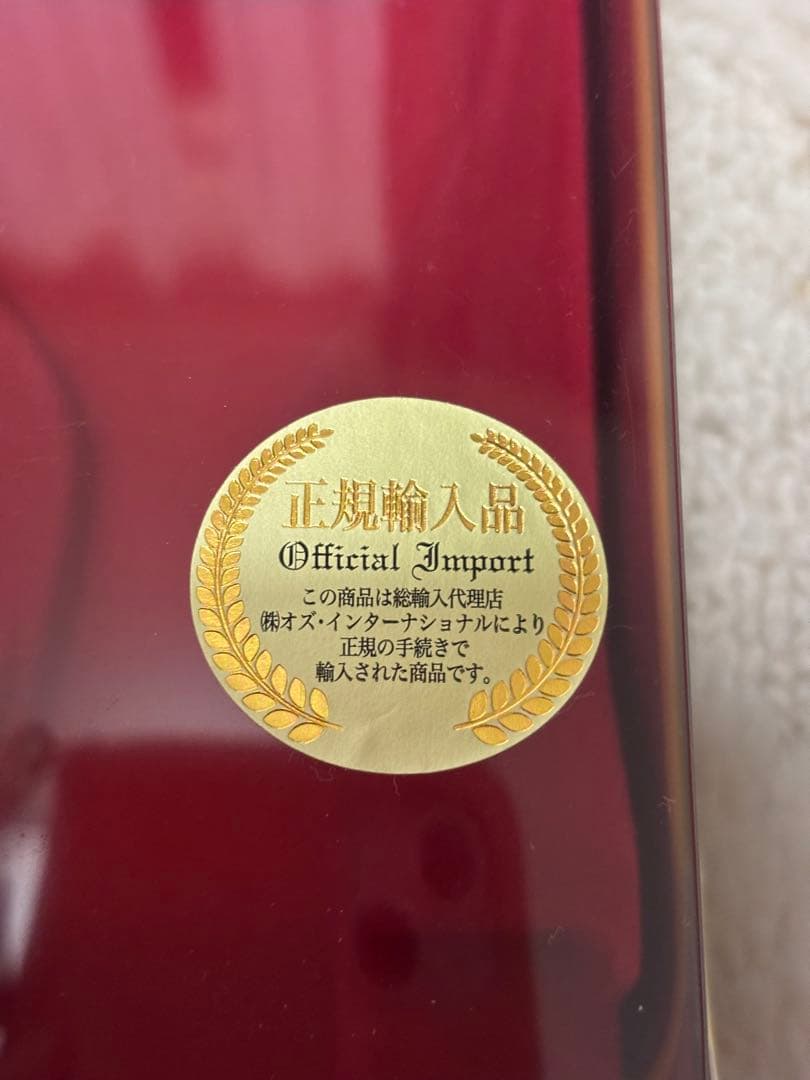 正規輸入品
Official Import
この商品は総輸入代理店
㈱オズ・インターナショナルにより
正規の手続きで
輸入された商品です。